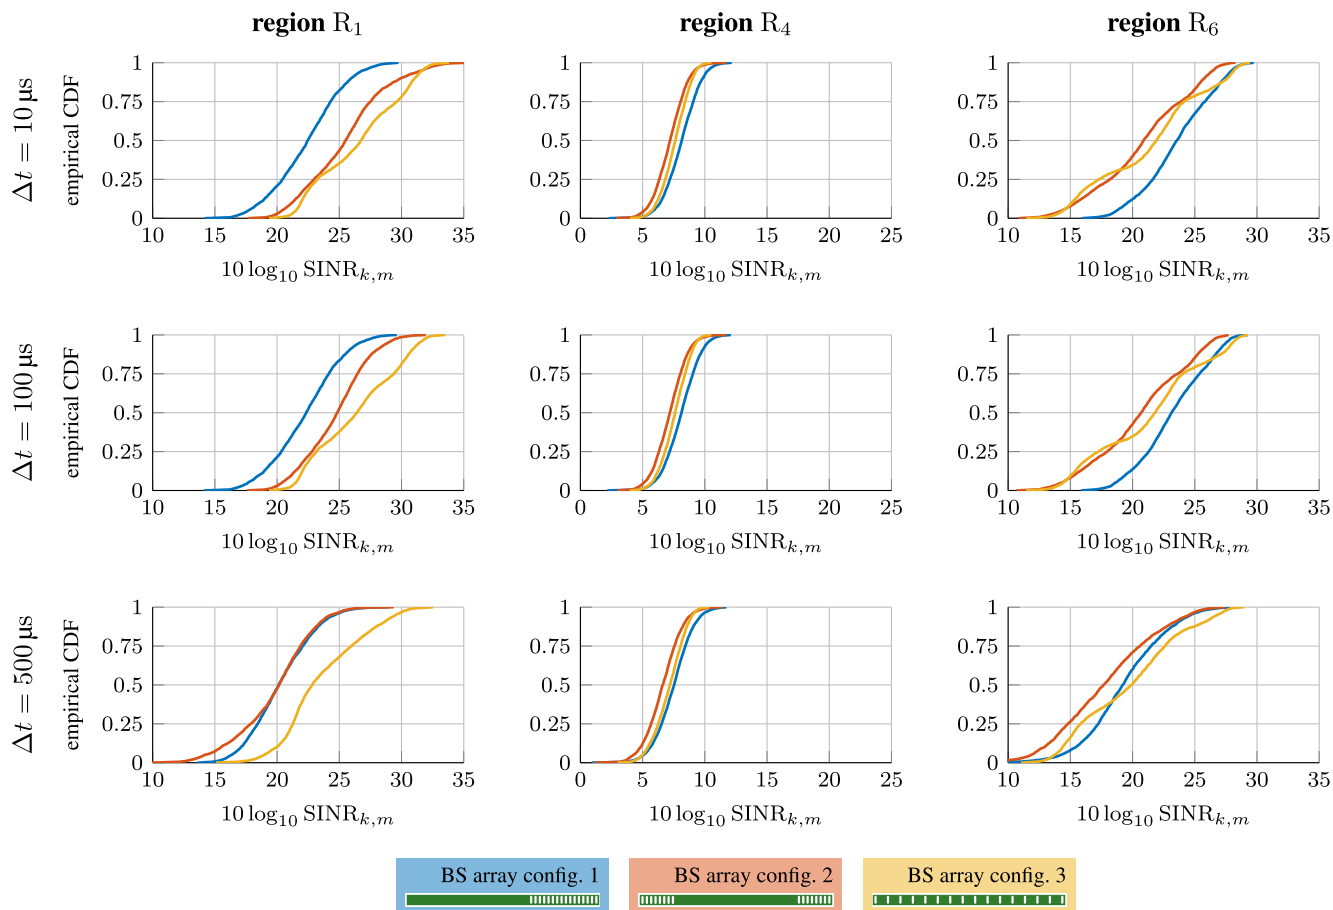 region R₁ region R₄ region R₆
Δt = 10 µs
empirical CDF
1 1 1
0.75 0.75 0.75
0.5 0.5 0.5
0.25 0.25 0.25
0 0 0
10 15 20 25 30 35 0 5 10 15 20 25 10 15 20 25 30 35
10 log₁₀ SINRₖ,ₘ 10 log₁₀ SINRₖ,ₘ 10 log₁₀ SINRₖ,ₘ
Δt = 100 µs
empirical CDF
1 1 1
0.75 0.75 0.75
0.5 0.5 0.5
0.25 0.25 0.25
0 0 0
10 15 20 25 30 35 0 5 10 15 20 25 10 15 20 25 30 35
10 log₁₀ SINRₖ,ₘ 10 log₁₀ SINRₖ,ₘ 10 log₁₀ SINRₖ,ₘ
Δt = 500 µs
empirical CDF
1 1 1
0.75 0.75 0.75
0.5 0.5 0.5
0.25 0.25 0.25
0 0 0
10 15 20 25 30 35 0 5 10 15 20 25 10 15 20 25 30 35
10 log₁₀ SINRₖ,ₘ 10 log₁₀ SINRₖ,ₘ 10 log₁₀ SINRₖ,ₘ
BS array config. 1 BS array config. 2 BS array config. 3